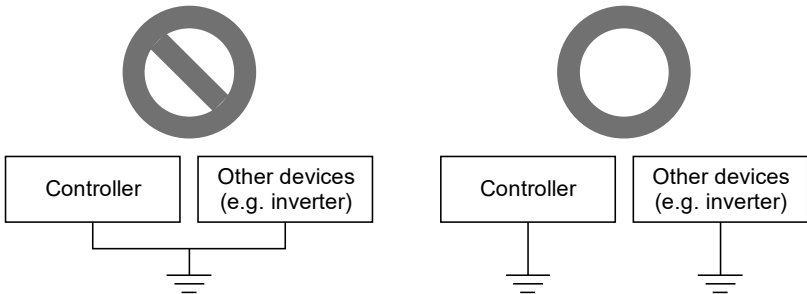 Controller
Other devices
(e.g. inverter)
Controller
Other devices
(e.g. inverter)